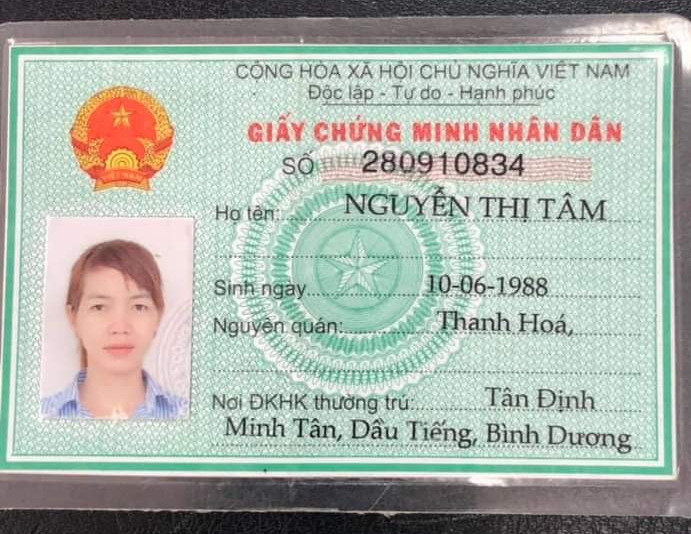 CỘNG HÒA XÃ HỘI CHỦ NGHĨA VIỆT NAM
Độc lập - Tự do - Hạnh phúc
GIẤY CHỨNG MINH NHÂN DÂN
SỐ 280910834
Họ tên: NGUYỄN THỊ TÂM
Sinh ngày 10-06-1988
Nguyên quán: Thanh Hoá,
Nơi ĐKHK thường trú: Tân Định
Minh Tân, Dầu Tiếng, Bình Dương
VIỆT NAM